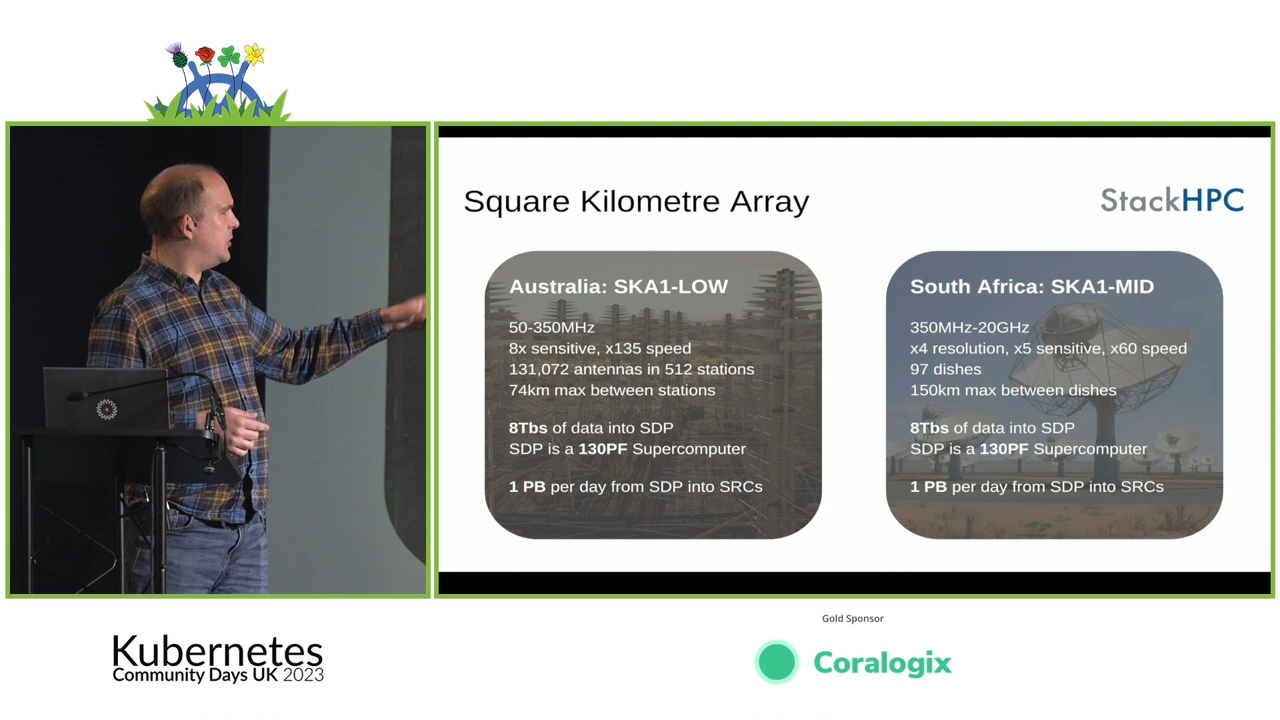 Square Kilometre Array
StackHPC
Australia: SKA1-LOW
50-350MHz
8x sensitive, x135 speed
131,072 antennas in 512 stations
74km max between stations
8Tbs of data into SDP
SDP is a 130PF Supercomputer
1 PB per day from SDP into SRCs
South Africa: SKA1-MID
350MHz-20GHz
x4 resolution, x5 sensitive, x60 speed
97 dishes
150km max between dishes
8Tbs of data into SDP
SDP is a 130PF Supercomputer
1 PB per day from SDP into SRCs
Kubernetes
Community Days UK 2023
Gold Sponsor
Coralogix